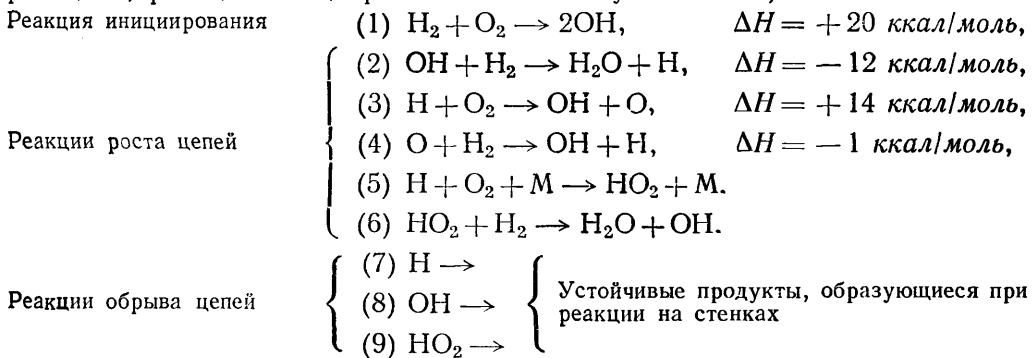 Реакция инициирования (1) H₂ + O₂ → 2OH, ΔH = + 20 ккал/моль,
(2) OH + H₂ → H₂O + H, ΔH = − 12 ккал/моль,
(3) H + O₂ → OH + O, ΔH = + 14 ккал/моль,
Реакции роста цепей (4) O + H₂ → OH + H, ΔH = − 1 ккал/моль,
(5) H + O₂ + M → HO₂ + M.
(6) HO₂ + H₂ → H₂O + OH.
(7) H →
Реакции обрыва цепей (8) OH → Устойчивые продукты, образующиеся при
реакции на стенках
(9) HO₂ →